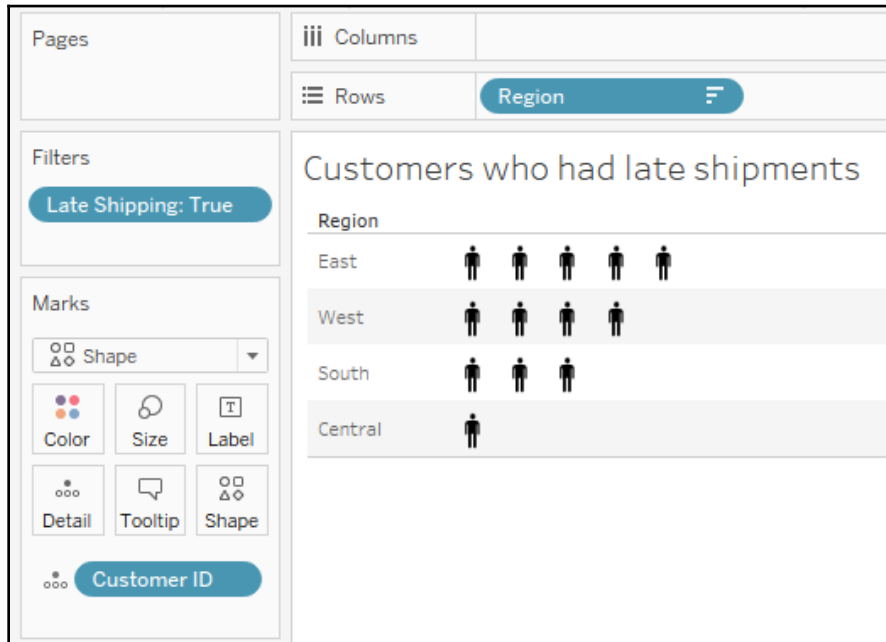 Pages
Columns
Rows
Region
Filters
Late Shipping: True
Customers who had late shipments
Region
East
West
South
Central
Marks
Shape
Color
Size
T
Label
Detail
Tooltip
Shape
Customer ID